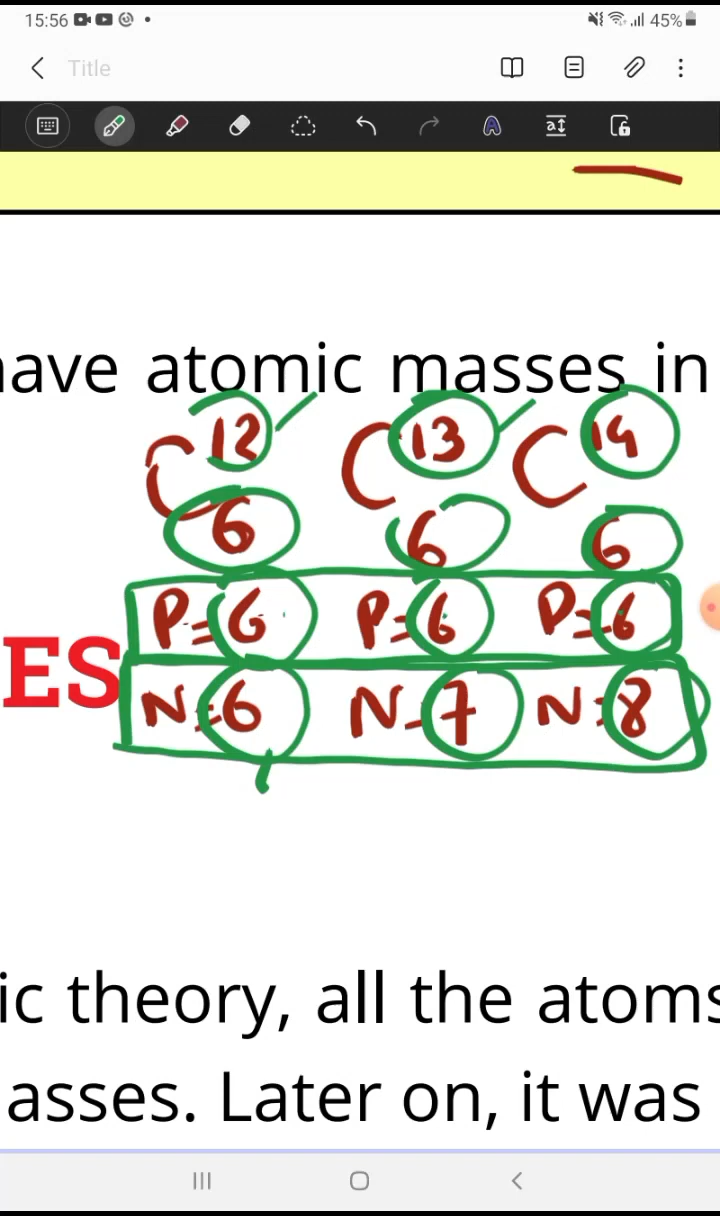 15:56 45%
Title
have atomic masses in
12 13 14
C C C
6 6 6
P=6 P=6 P=6
ES
N=6 N=7 N=8
ic theory, all the atoms
asses. Later on, it was